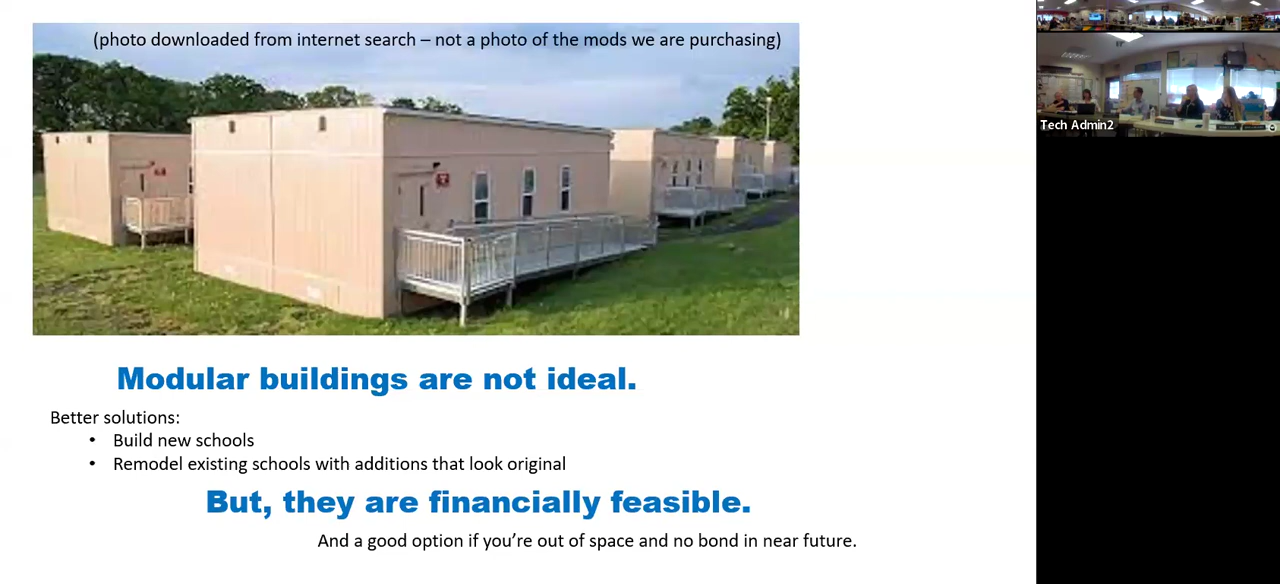 (photo downloaded from internet search – not a photo of the mods we are purchasing)
Tech Admin2
Modular buildings are not ideal.
Better solutions:
• Build new schools
• Remodel existing schools with additions that look original
But, they are financially feasible.
And a good option if you're out of space and no bond in near future.